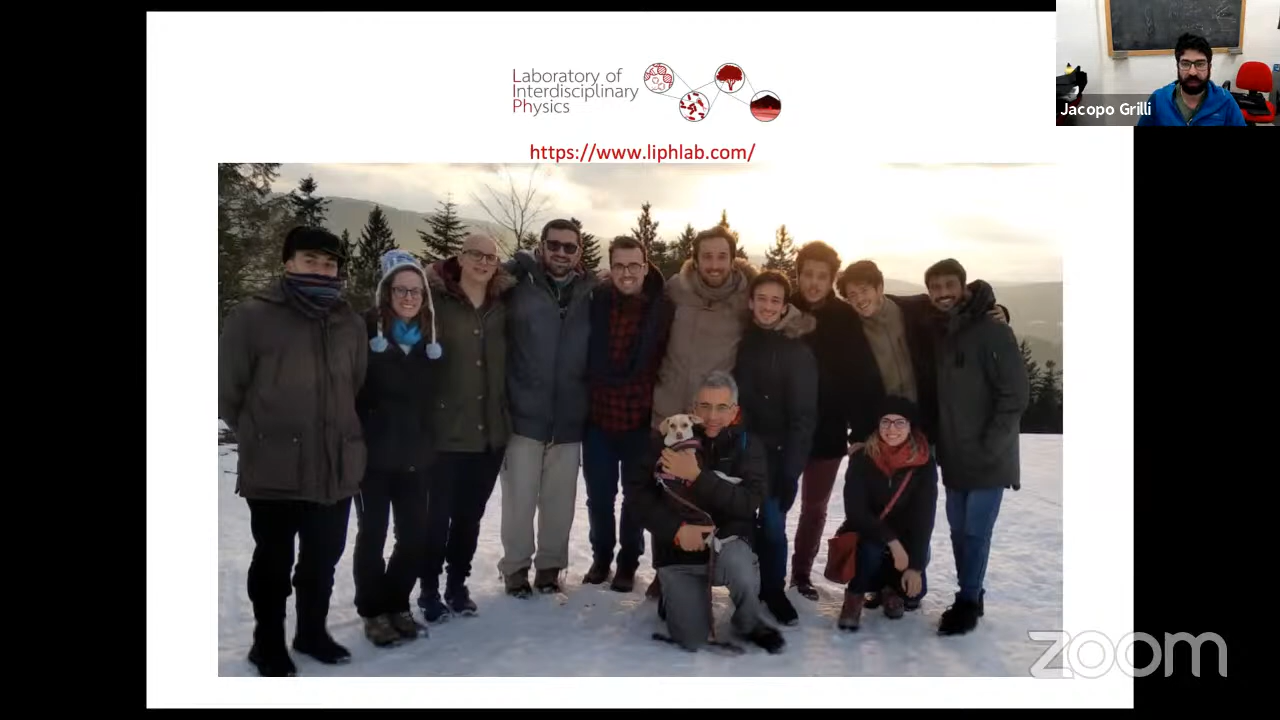 Laboratory of
Interdisciplinary
Physics
https://www.liphlab.com/
Jacopo Grilli
zoom